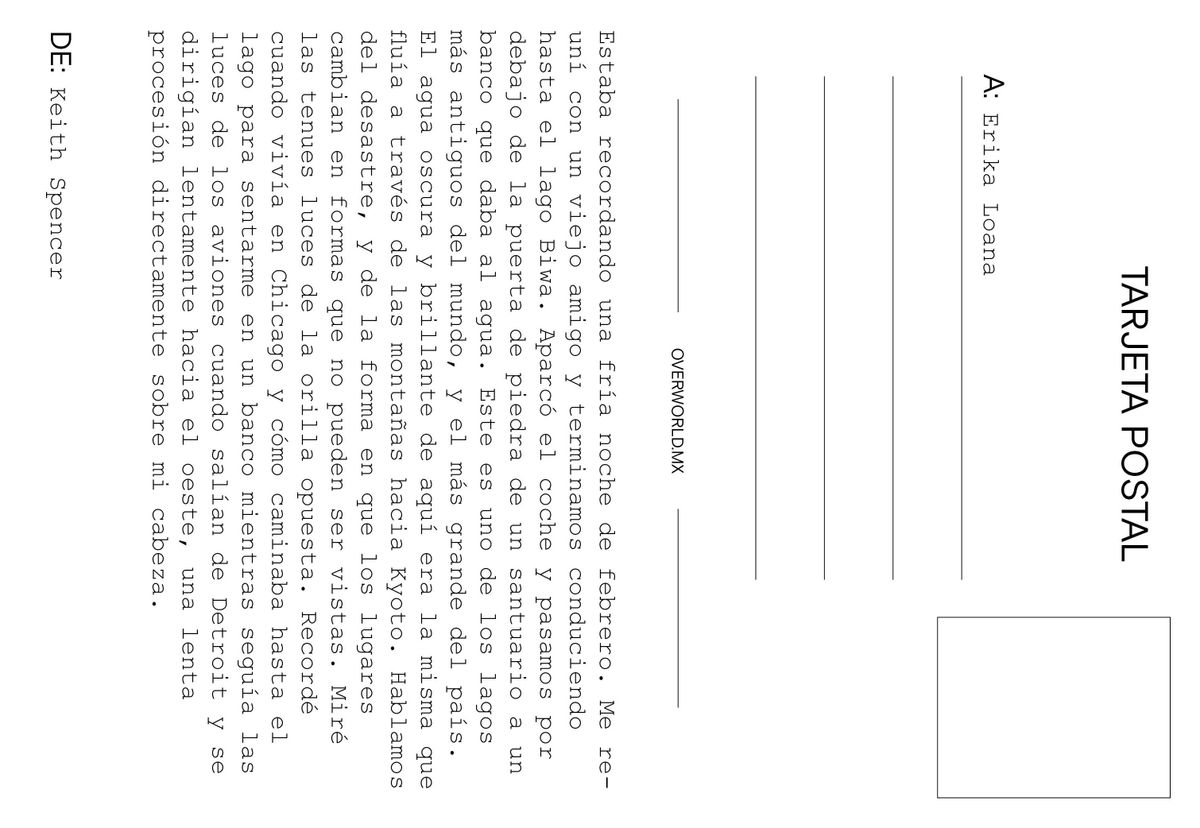 TARJETA POSTAL
A: Erika Loana
OVERWORLD.MX
Estaba recordando una fría noche de febrero. Me re-
uní con un viejo amigo y terminamos conduciendo
hasta el lago Biwa. Aparcó el coche y pasamos por
debajo de la puerta de piedra de un santuario a un
banco que daba al agua. Este es uno de los lagos
más antiguos del mundo, y el más grande del país.
El agua oscura y brillante de aquí era la misma que
fluía a través de las montañas hacia Kyoto. Hablamos
del desastre, y de la forma en que los lugares
cambian en formas que no pueden ser vistas. Miré
las tenues luces de la orilla opuesta. Recordé
cuando vivía en Chicago y cómo caminaba hasta el
lago para sentarme en un banco mientras seguía las
luces de los aviones cuando salían de Detroit y se
dirigían lentamente hacia el oeste, una lenta
procesión directamente sobre mi cabeza.
DE: Keith Spencer